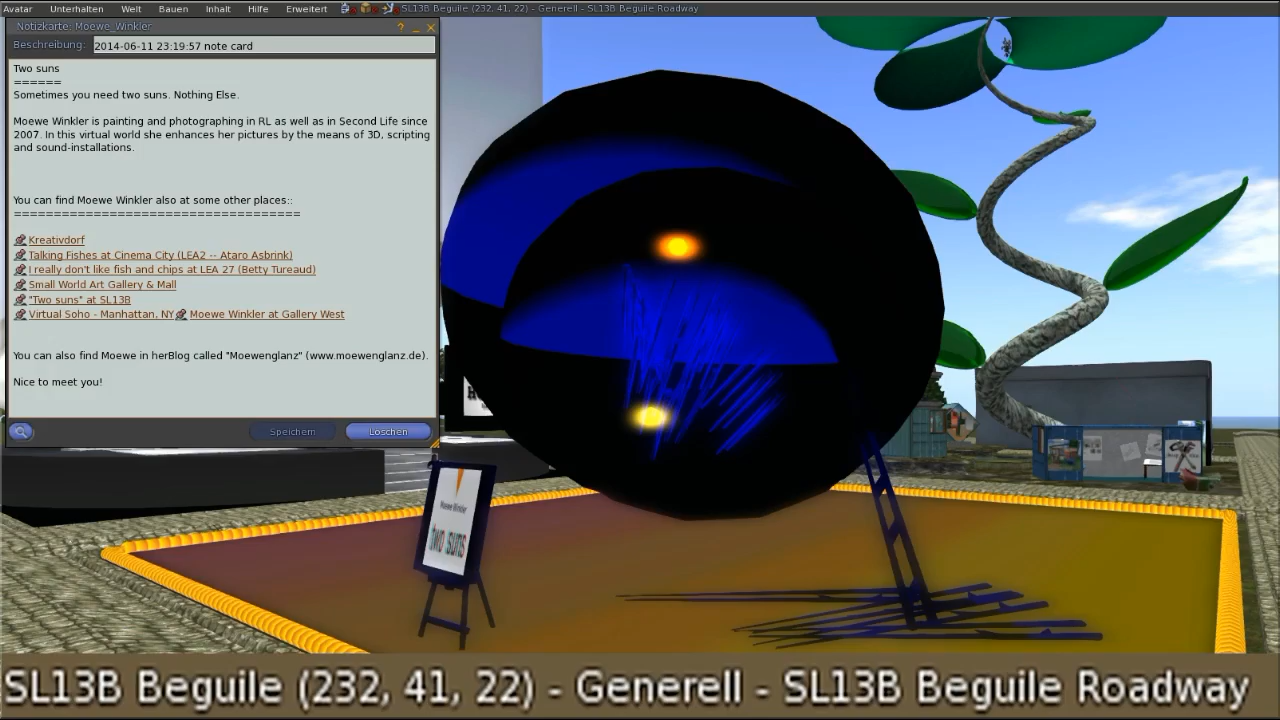 Avatar Unterhalten Welt Bauen Inhalt Hilfe Erweitert SL13B Beguile (232, 41, 22) - Generell - SL13B Beguile Roadway
Notizkarte: Moewe_Winkler
Beschreibung: 2014-06-11 23:19:57 note card
Two suns
======
Sometimes you need two suns. Nothing Else.
Moewe Winkler is painting and photographing in RL as well as in Second Life since
2007. In this virtual world she enhances her pictures by the means of 3D, scripting
and sound-installations.
You can find Moewe Winkler also at some other places::
====================================
Kreativdorf
Talking Fishes at Cinema City (LEA2 -- Ataro Asbrink)
I really don't like fish and chips at LEA 27 (Betty Tureaud)
Small World Art Gallery & Mall
"Two suns" at SL13B
Virtual Soho - Manhattan, NY Moewe Winkler at Gallery West
You can also find Moewe in herBlog called "Moewenglanz" (www.moewenglanz.de).
Nice to meet you!
Speichern Löschen
Moewe Winkler
two suns
SL13B Beguile (232, 41, 22) - Generell - SL13B Beguile Roadway